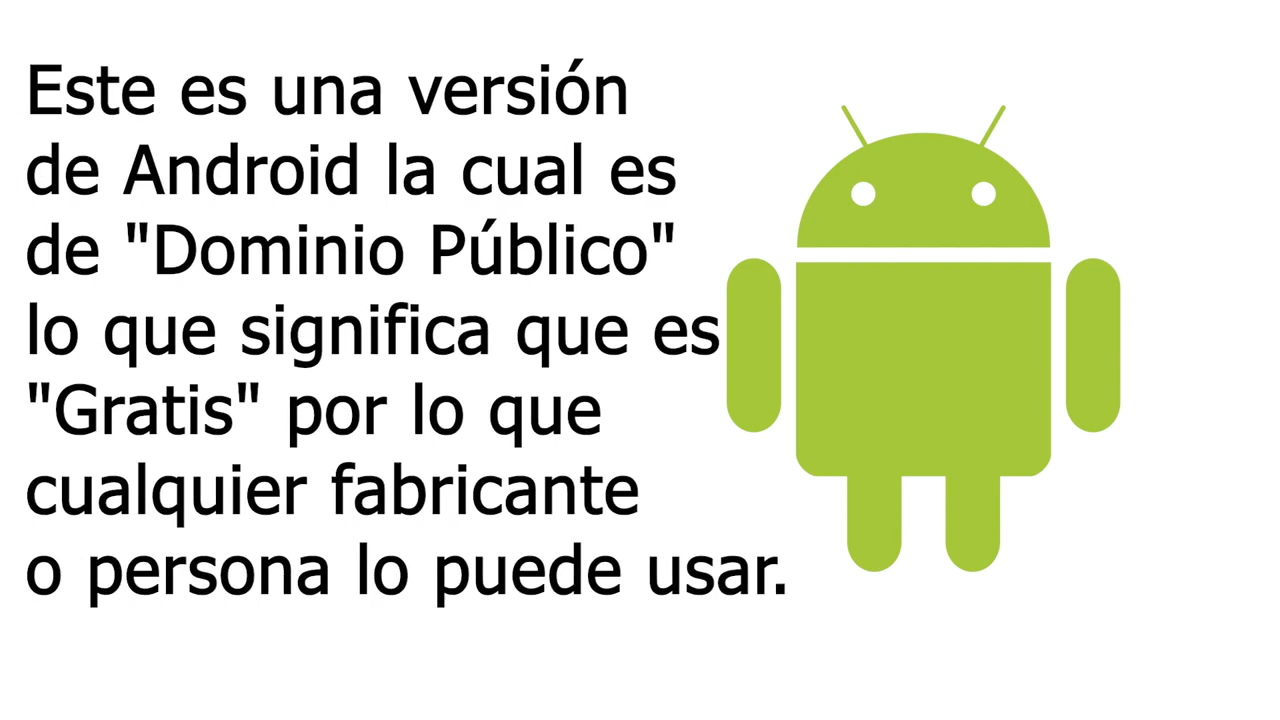 Este es una versión
de Android la cual es
de "Dominio Público"
lo que significa que es
"Gratis" por lo que
cualquier fabricante
o persona lo puede usar.